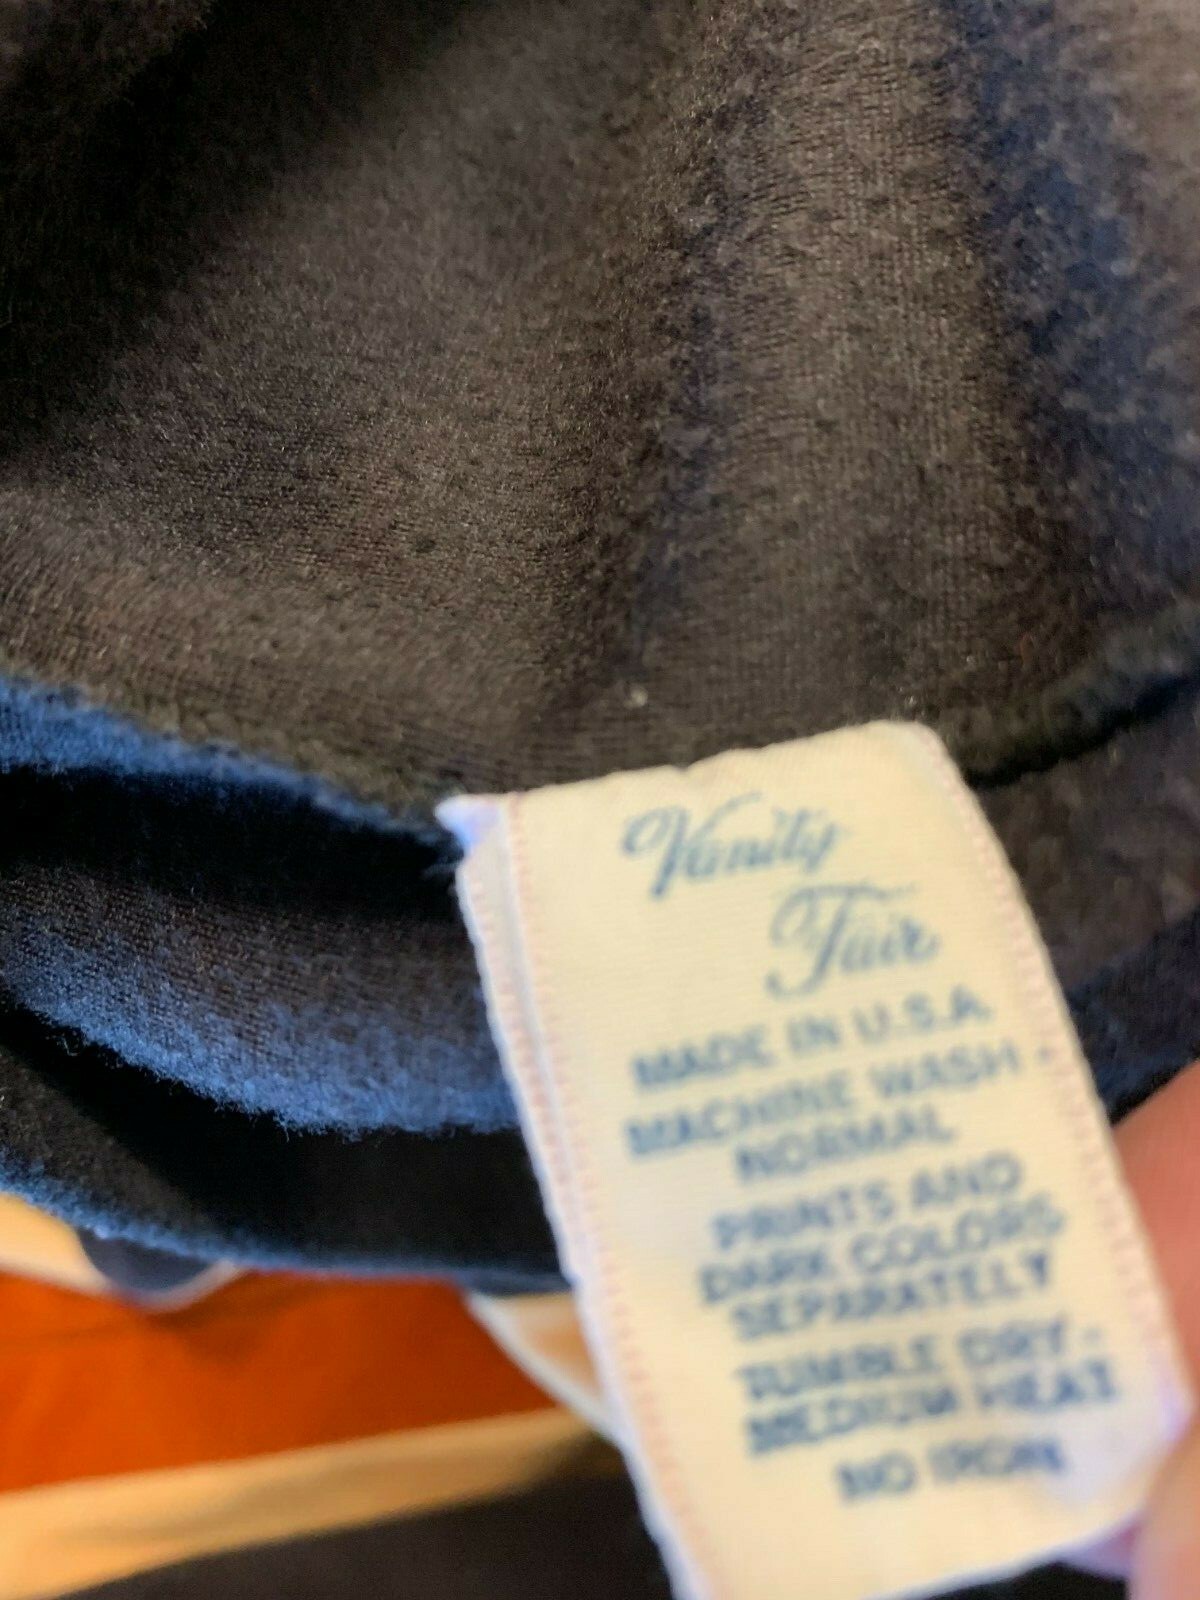 Vanity
Fair
MADE IN U.S.A.
MACHINE WASH -
NORMAL
PRINTS AND
DARK COLORS
SEPARATELY
TUMBLE DRY -
MEDIUM HEAT
NO IRON